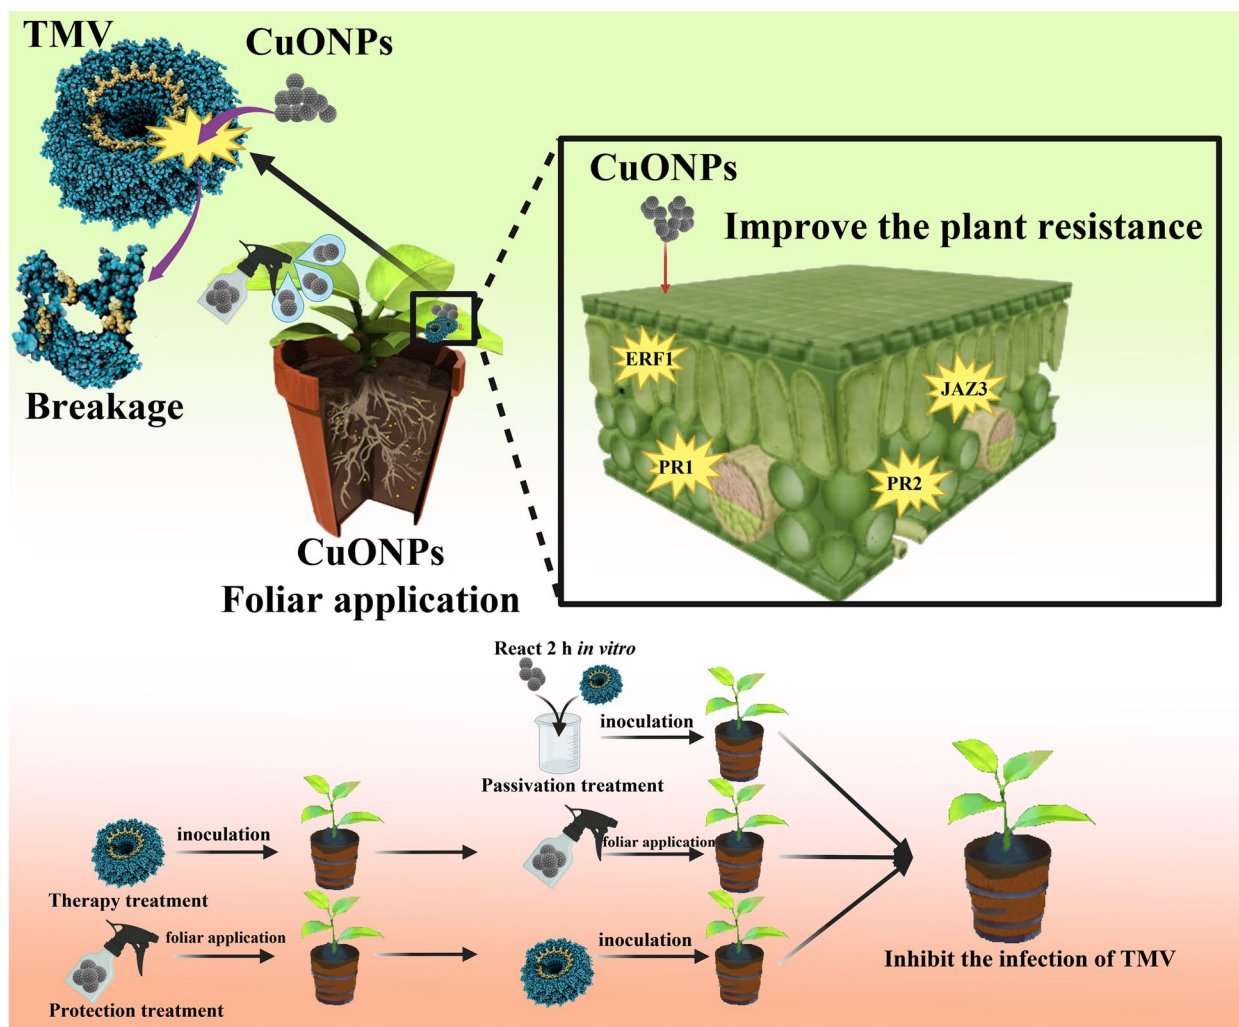 TMV
CuONPs
Breakage
CuONPs
Foliar application
CuONPs
Improve the plant resistance
ERF1
JAZ3
PR1
PR2
React 2 h in vitro
inoculation
Passivation treatment
inoculation
foliar application
Therapy treatment
foliar application
inoculation
Protection treatment
Inhibit the infection of TMV